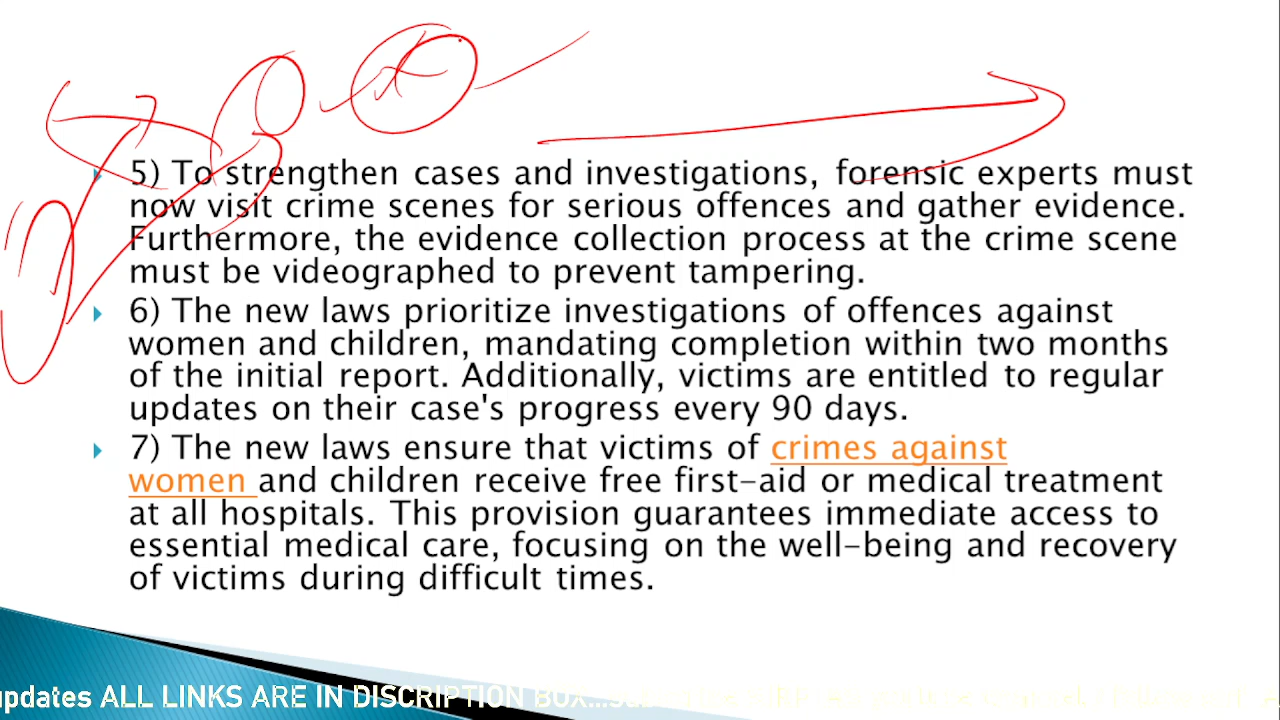 5) To strengthen cases and investigations, forensic experts must
now visit crime scenes for serious offences and gather evidence.
Furthermore, the evidence collection process at the crime scene
must be videographed to prevent tampering.
6) The new laws prioritize investigations of offences against
women and children, mandating completion within two months
of the initial report. Additionally, victims are entitled to regular
updates on their case's progress every 90 days.
7) The new laws ensure that victims of crimes against
women and children receive free first-aid or medical treatment
at all hospitals. This provision guarantees immediate access to
essential medical care, focusing on the well-being and recovery
of victims during difficult times.
updates ALL LINKS ARE IN DISCRIPTION BOX...